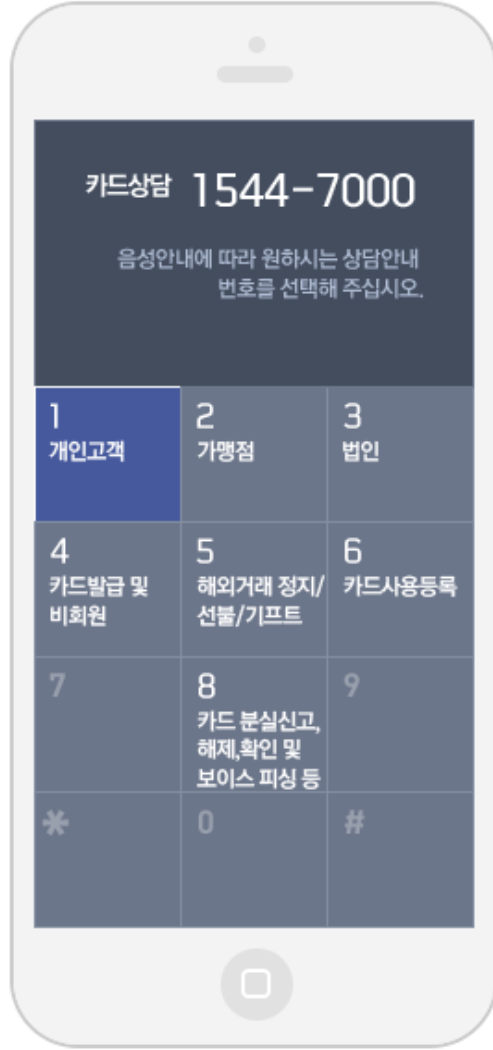 카드상담 1544-7000
음성안내에 따라 원하시는 상담안내
번호를 선택해 주십시오.
1
개인고객
2
가맹점
3
법인
4
카드발급 및
비회원
5
해외거래 정지/
선불/기프트
6
카드사용등록
7
8
카드 분실신고,
해제,확인 및
보이스 피싱 등
9
*
0
#